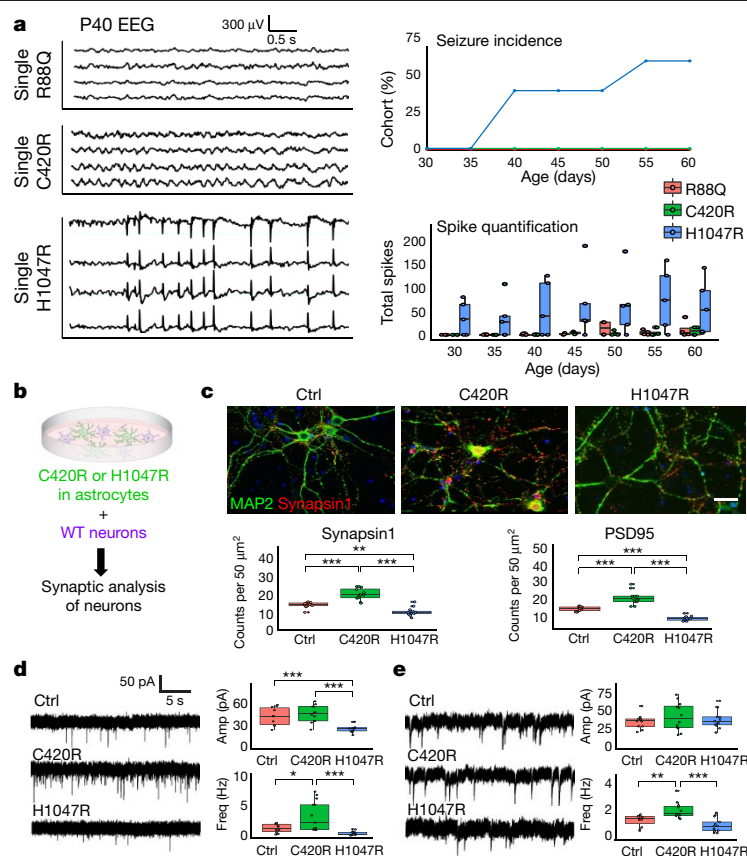 a
P40 EEG
300 µV
0.5 s
Single
R88Q
Single
C420R
Single
H1047R
Seizure incidence
Cohort (%)
75
50
25
0
30 35 40 45 50 55 60
Age (days)
R88Q
C420R
H1047R
Spike quantification
Total spikes
200
150
100
50
0
30 35 40 45 50 55 60
Age (days)
b
C420R or H1047R
in astrocytes
+
WT neurons
Synaptic analysis
of neurons
c
Ctrl C420R H1047R
MAP2 Synapsin1
Synapsin1
Counts per 50 µm²
40
30
20
10
0
**
*** ***
Ctrl C420R H1047R
PSD95
Counts per 50 µm²
50
40
30
20
10
***
*** ***
Ctrl C420R H1047R
d
50 pA
5 s
Ctrl
C420R
H1047R
Amp (pA)
60
30
0
***
***
Freq (Hz)
10
5
0
* ***
Ctrl C420R H1047R
e
Ctrl
C420R
H1047R
Amp (pA)
75
50
25
0
Freq (Hz)
4
2
0
** ***
Ctrl C420R H1047R